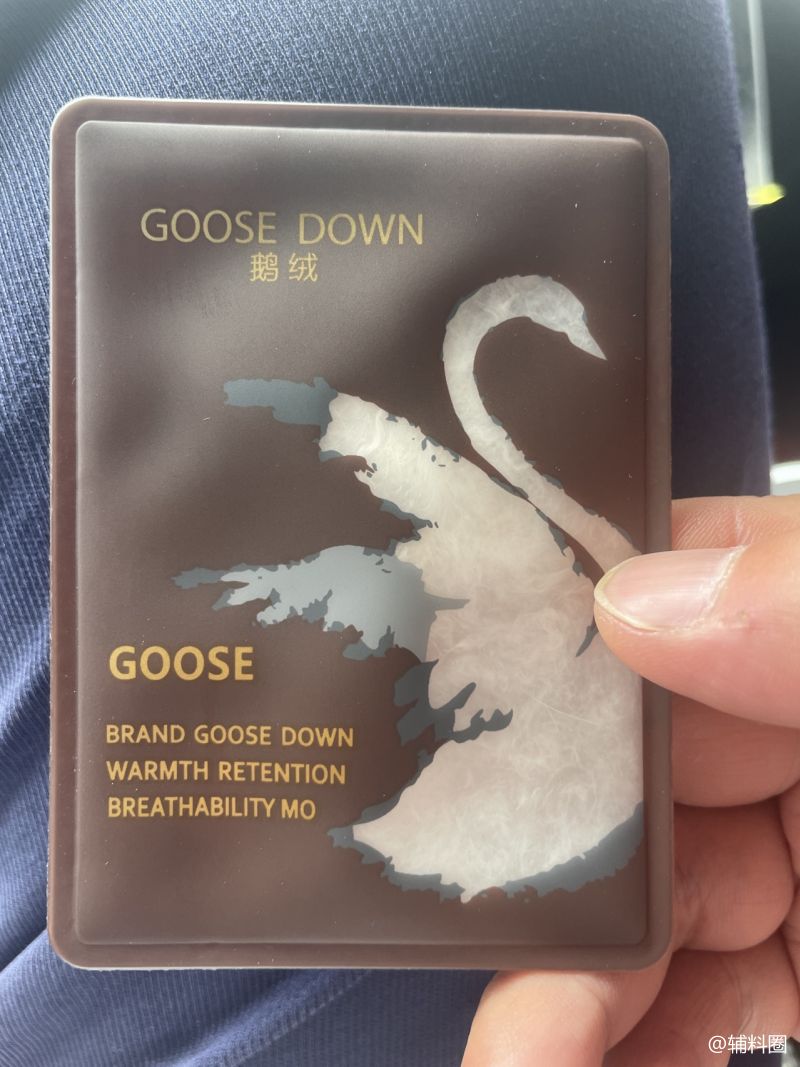 GOOSE DOWN
鹅绒
GOOSE
BRAND GOOSE DOWN
WARMTH RETENTION
BREATHABILITY MO
@辅料圈